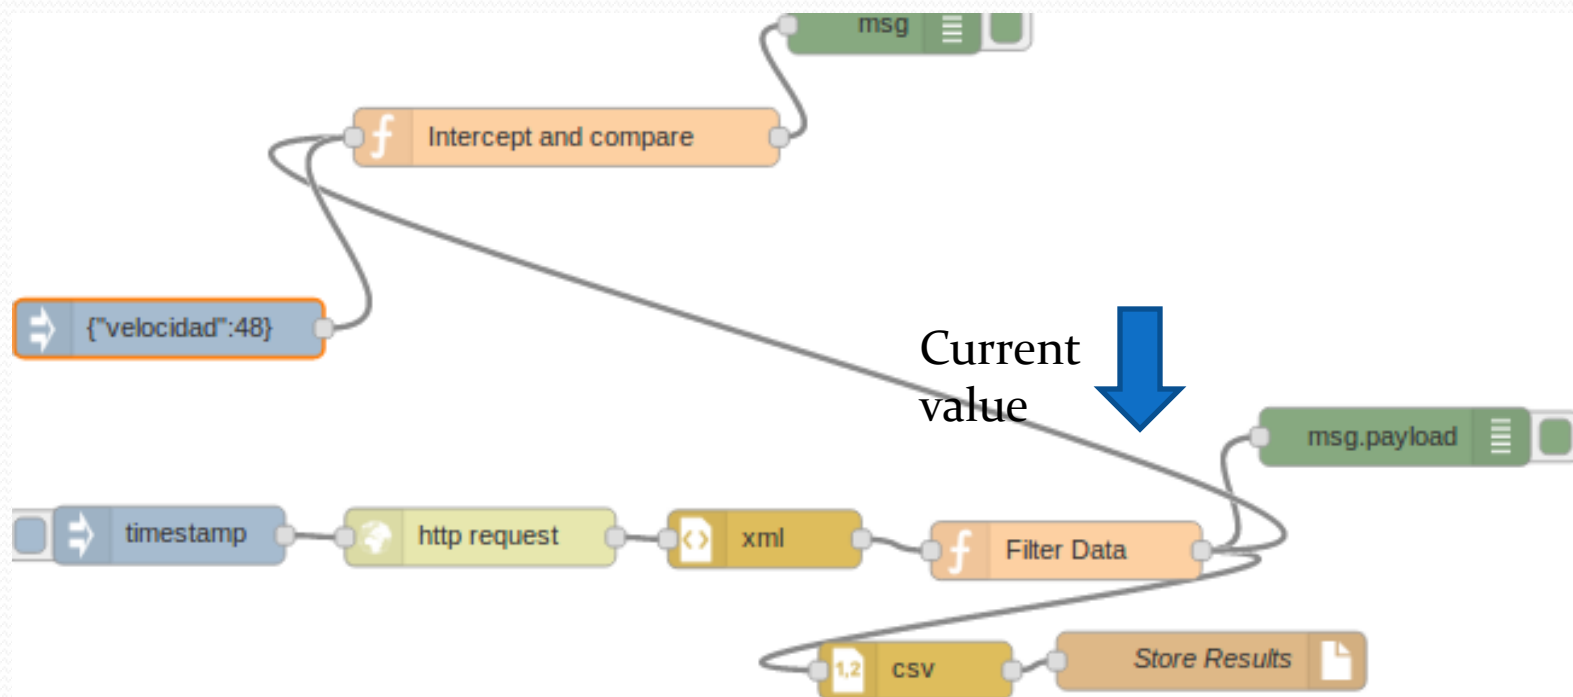 msg
Intercept and compare
{"velocidad":48}
Current
value
msg.payload
timestamp
http request
xml
Filter Data
1,2
csv
Store Results